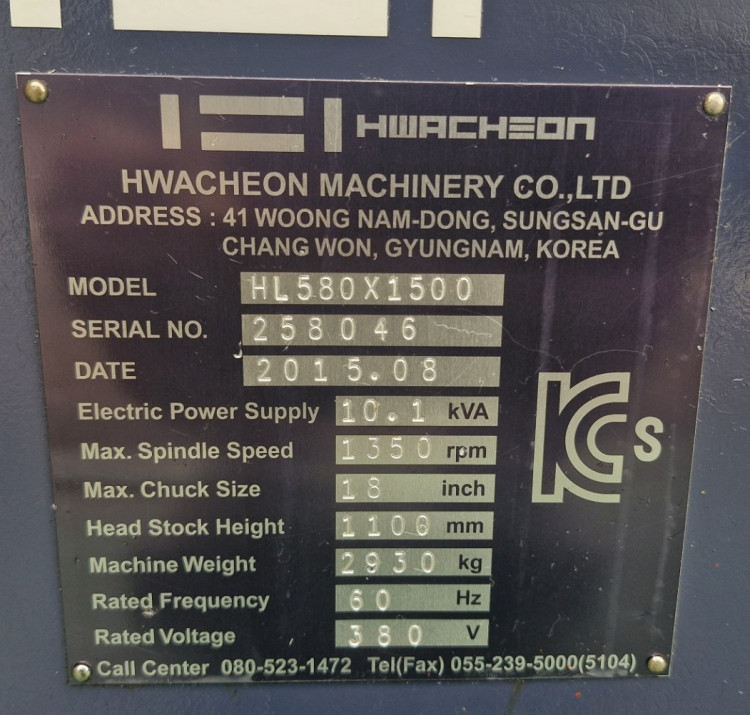 HWACHEON
HWACHEON MACHINERY CO.,LTD
ADDRESS : 41 WOONG NAM-DONG, SUNGSAN-GU
CHANG WON, GYUNGNAM, KOREA
MODEL HL580X1500
SERIAL NO. 258046
DATE 2015.08
Electric Power Supply 10.1 kVA
Max. Spindle Speed 1350 rpm
Max. Chuck Size 18 inch
Head Stock Height 1100 mm
Machine Weight 2930 kg
Rated Frequency 60 Hz
Rated Voltage 380 V
KCs
Call Center 080-523-1472 Tel(Fax) 055-239-5000(5104)